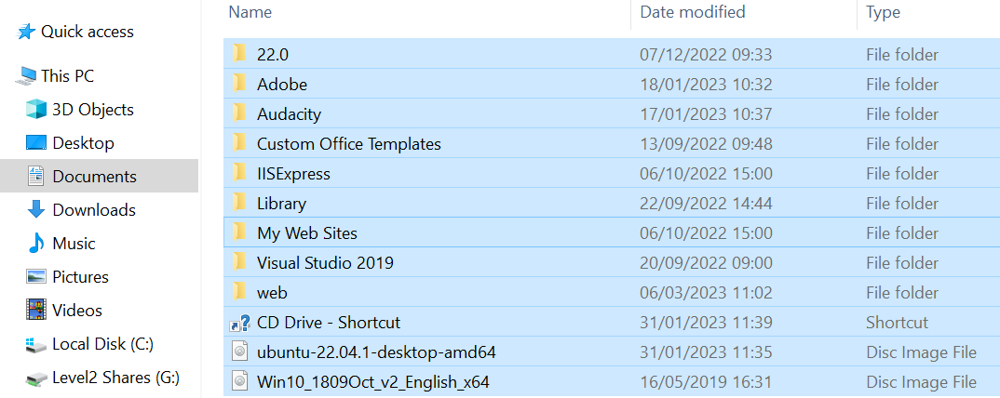 Name Date modified Type
Quick access
This PC
3D Objects
Desktop
Documents
Downloads
Music
Pictures
Videos
Local Disk (C:)
Level2 Shares (G:)
22.0 07/12/2022 09:33 File folder
Adobe 18/01/2023 10:32 File folder
Audacity 17/01/2023 10:37 File folder
Custom Office Templates 13/09/2022 09:48 File folder
IISExpress 06/10/2022 15:00 File folder
Library 22/09/2022 14:44 File folder
My Web Sites 06/10/2022 15:00 File folder
Visual Studio 2019 20/09/2022 09:00 File folder
web 06/03/2023 11:02 File folder
CD Drive - Shortcut 31/01/2023 11:39 Shortcut
ubuntu-22.04.1-desktop-amd64 31/01/2023 11:35 Disc Image File
Win10_1809Oct_v2_English_x64 16/05/2019 16:31 Disc Image File